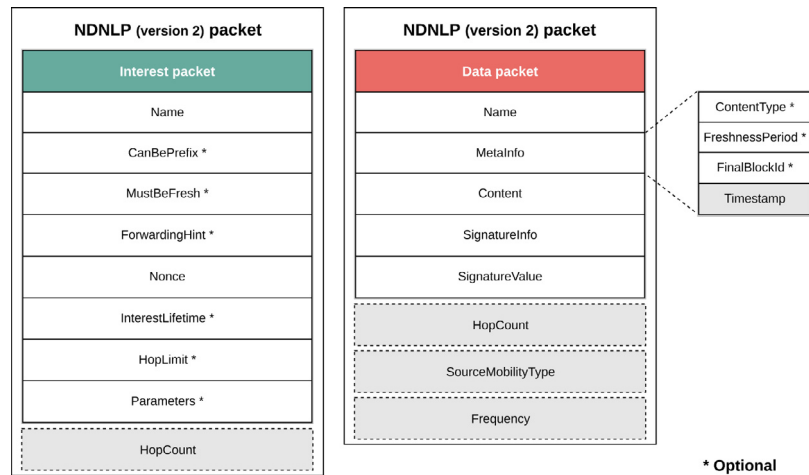 NDNLP (version 2) packet
Interest packet
Name
CanBePrefix *
MustBeFresh *
ForwardingHint *
Nonce
InterestLifetime *
HopLimit *
Parameters *
HopCount
NDNLP (version 2) packet
Data packet
Name
MetaInfo
Content
SignatureInfo
SignatureValue
HopCount
SourceMobilityType
Frequency
ContentType *
FreshnessPeriod *
FinalBlockId *
Timestamp
* Optional